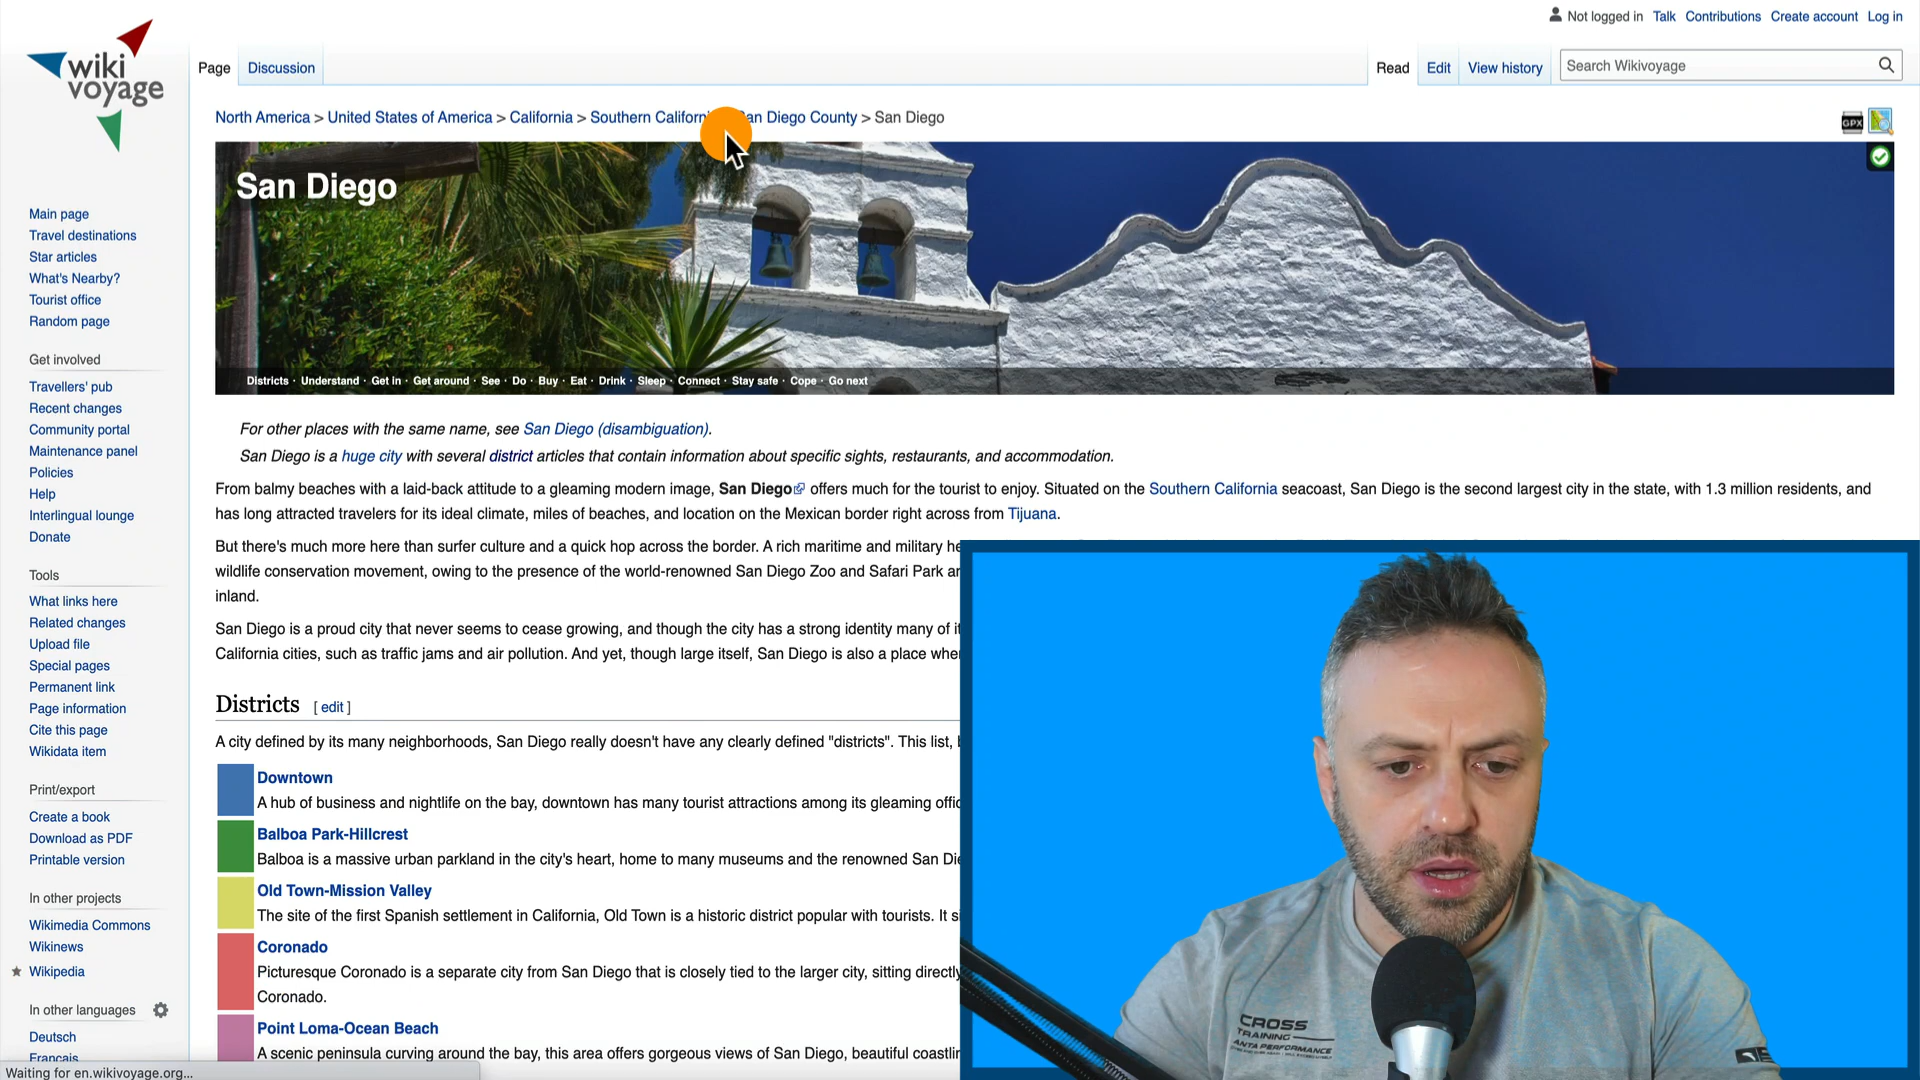 Not logged in Talk Contributions Create account Log in
wiki
voyage
Page Discussion
Read Edit View history Search Wikivoyage
North America > United States of America > California > Southern Californi an Diego County > San Diego
GPX
San Diego
Districts · Understand · Get in · Get around · See · Do · Buy · Eat · Drink · Sleep · Connect · Stay safe · Cope · Go next
Main page
Travel destinations
Star articles
What's Nearby?
Tourist office
Random page
Get involved
Travellers' pub
Recent changes
Community portal
Maintenance panel
Policies
Help
Interlingual lounge
Donate
Tools
What links here
Related changes
Upload file
Special pages
Permanent link
Page information
Cite this page
Wikidata item
Print/export
Create a book
Download as PDF
Printable version
In other projects
Wikimedia Commons
Wikinews
Wikipedia
In other languages
Deutsch
Français
Waiting for en.wikivoyage.org...
For other places with the same name, see San Diego (disambiguation).
San Diego is a huge city with several district articles that contain information about specific sights, restaurants, and accommodation.
From balmy beaches with a laid-back attitude to a gleaming modern image, San Diego offers much for the tourist to enjoy. Situated on the Southern California seacoast, San Diego is the second largest city in the state, with 1.3 million residents, and
has long attracted travelers for its ideal climate, miles of beaches, and location on the Mexican border right across from Tijuana.
But there's much more here than surfer culture and a quick hop across the border. A rich maritime and military he
wildlife conservation movement, owing to the presence of the world-renowned San Diego Zoo and Safari Park
inland.
San Diego is a proud city that never seems to cease growing, and though the city has a strong identity many of
California cities, such as traffic jams and air pollution. And yet, though large itself, San Diego is also a place
Districts [ edit ]
A city defined by its many neighborhoods, San Diego really doesn't have any clearly defined "districts". This list,
Downtown
A hub of business and nightlife on the bay, downtown has many tourist attractions among its gleaming offic
Balboa Park-Hillcrest
Balboa is a massive urban parkland in the city's heart, home to many museums and the renowned San Die
Old Town-Mission Valley
The site of the first Spanish settlement in California, Old Town is a historic district popular with tourists. It
Coronado
Picturesque Coronado is a separate city from San Diego that is closely tied to the larger city, sitting directly
Coronado.
Point Loma-Ocean Beach
A scenic peninsula curving around the bay, this area offers gorgeous views of San Diego, beautiful coastlin
CROSS
TRAINING
ANTA PERFORMANCE